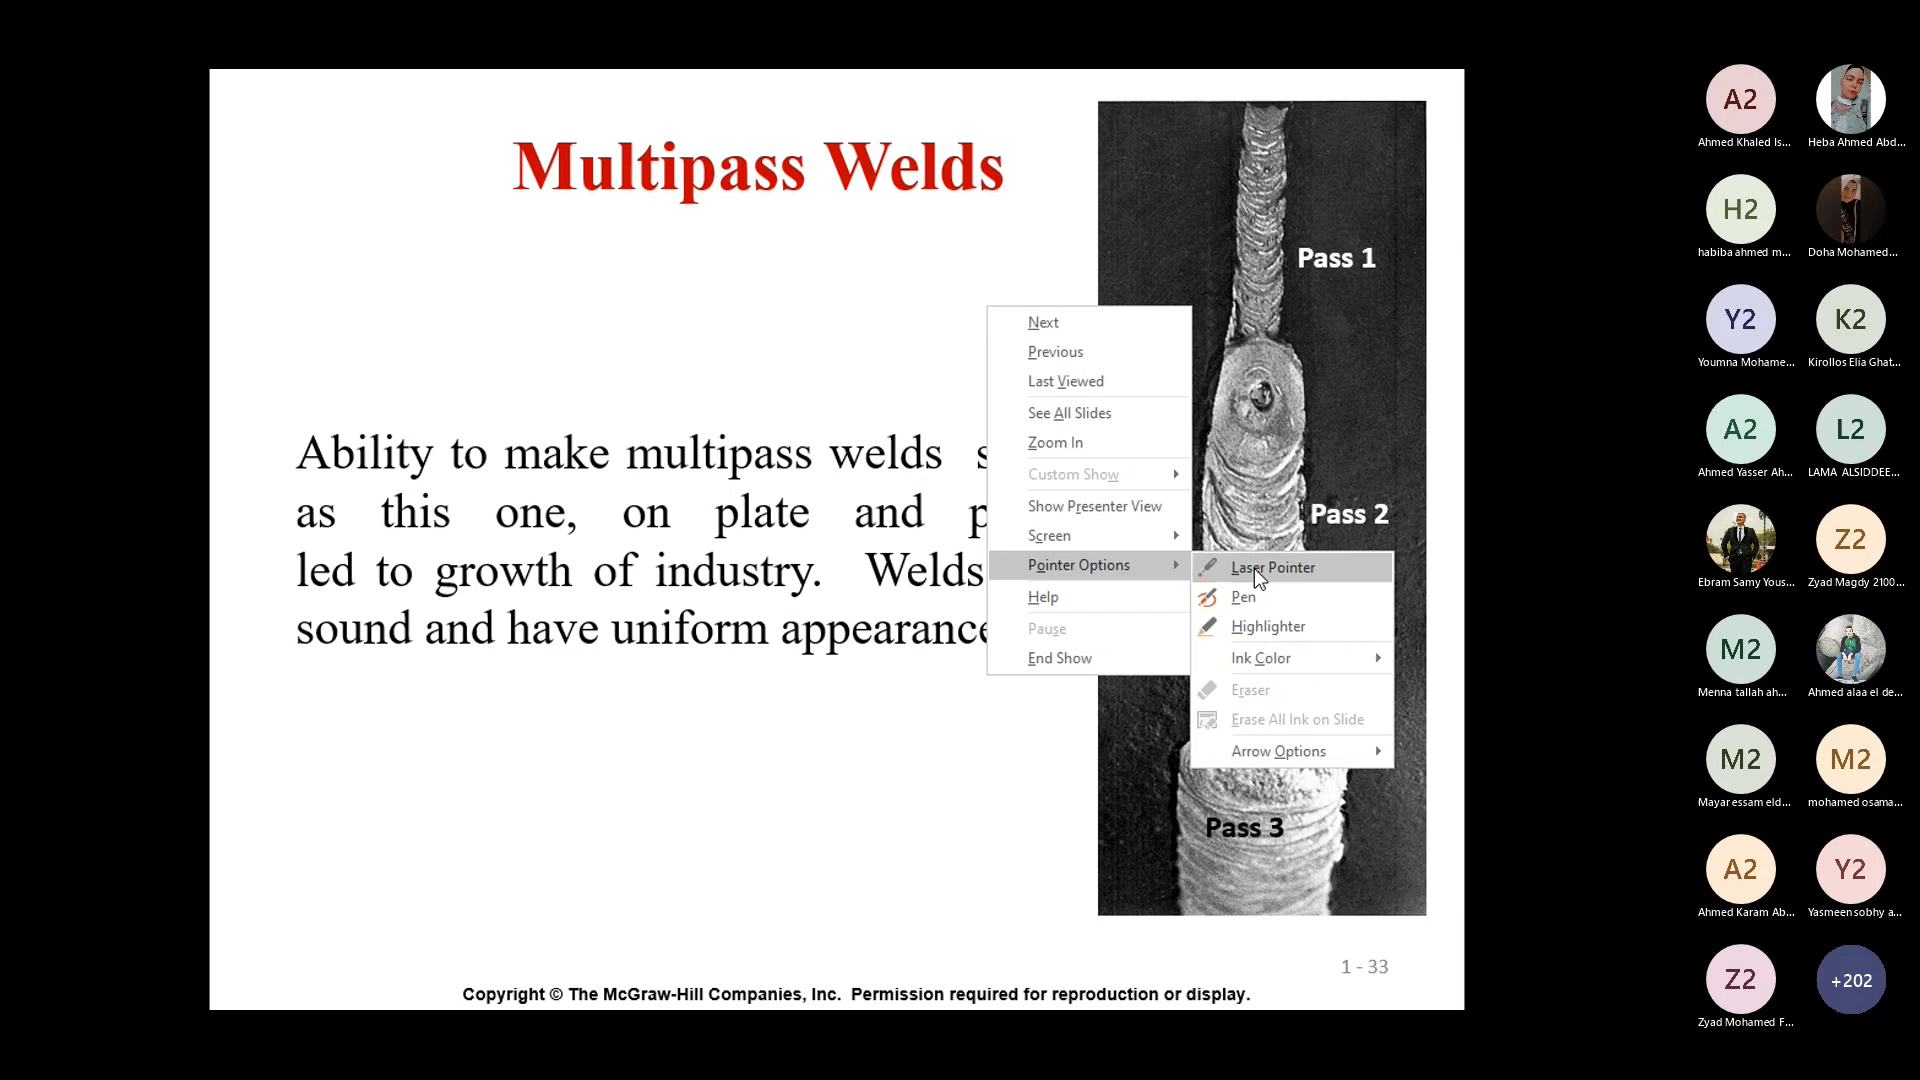 Multipass Welds
Ability to make multipass welds s
as this one, on plate and p
led to growth of industry. Welds
sound and have uniform appearance
Pass 1
Pass 2
Pass 3
Next
Previous
Last Viewed
See All Slides
Zoom In
Custom Show
Show Presenter View
Screen
Pointer Options
Help
Pause
End Show
Laser Pointer
Pen
Highlighter
Ink Color
Eraser
Erase All Ink on Slide
Arrow Options
1 - 33
Copyright © The McGraw-Hill Companies, Inc. Permission required for reproduction or display.
A2
Ahmed Khaled Is...
Heba Ahmed Abd...
H2
habiba ahmed m...
Doha Mohamed...
Y2
Youmna Mohame...
K2
Kirollos Elia Ghat...
A2
Ahmed Yasser Ah...
L2
LAMA ALSIDDEE...
Ebram Samy Yous...
Z2
Zyad Magdy 2100...
M2
Menna tallah ah...
Ahmed alaa el de...
M2
Mayar essam eld...
M2
mohamed osama...
A2
Ahmed Karam Ab...
Y2
Yasmeen sobhy a...
Z2
Zyad Mohamed F...
+202